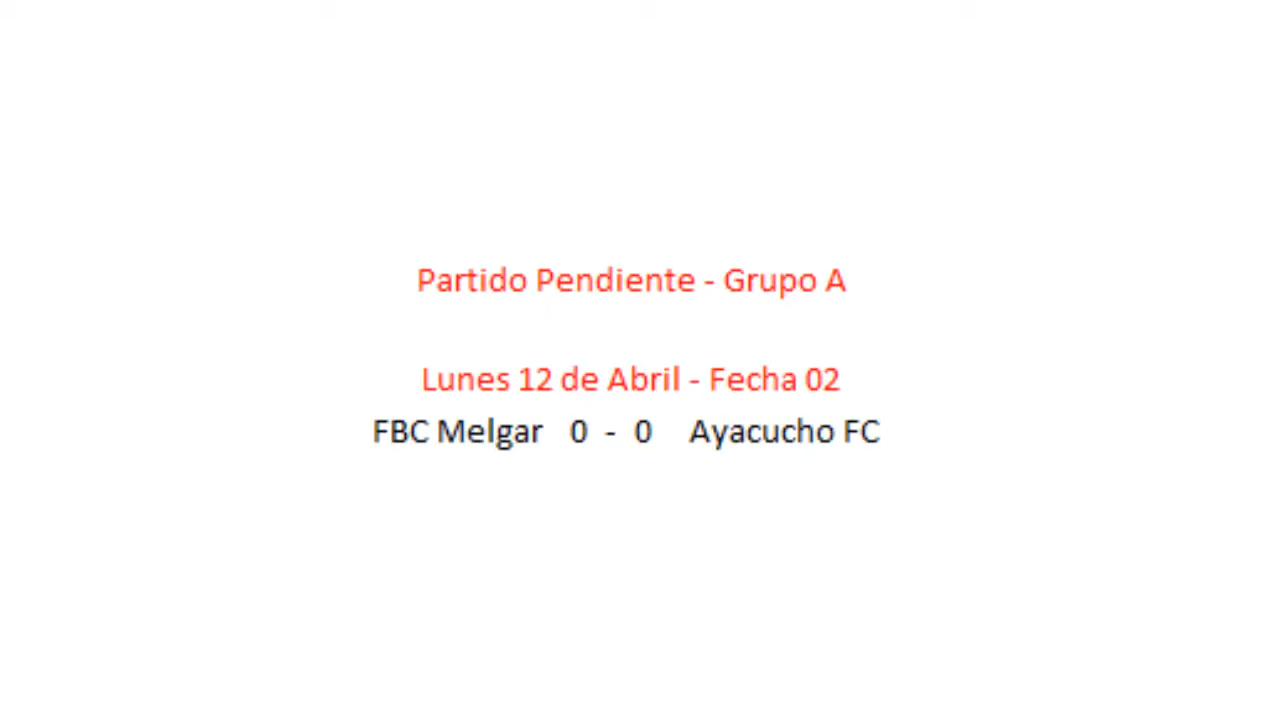 Partido Pendiente - Grupo A
Lunes 12 de Abril - Fecha 02
FBC Melgar 0 - 0 Ayacucho FC